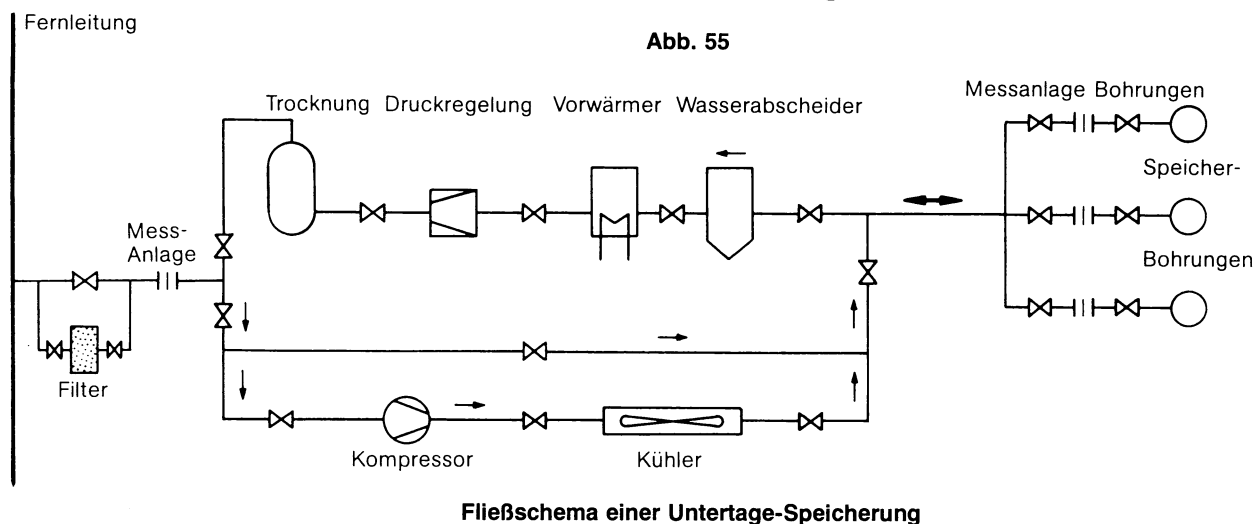 Fernleitung
Abb. 55
Trocknung Druckregelung Vorwärmer Wasserabscheider
Messanlage Bohrungen
Speicher-
Mess-
Anlage
Bohrungen
Filter
Kompressor
Kühler
Fließschema einer Untertage-Speicherung